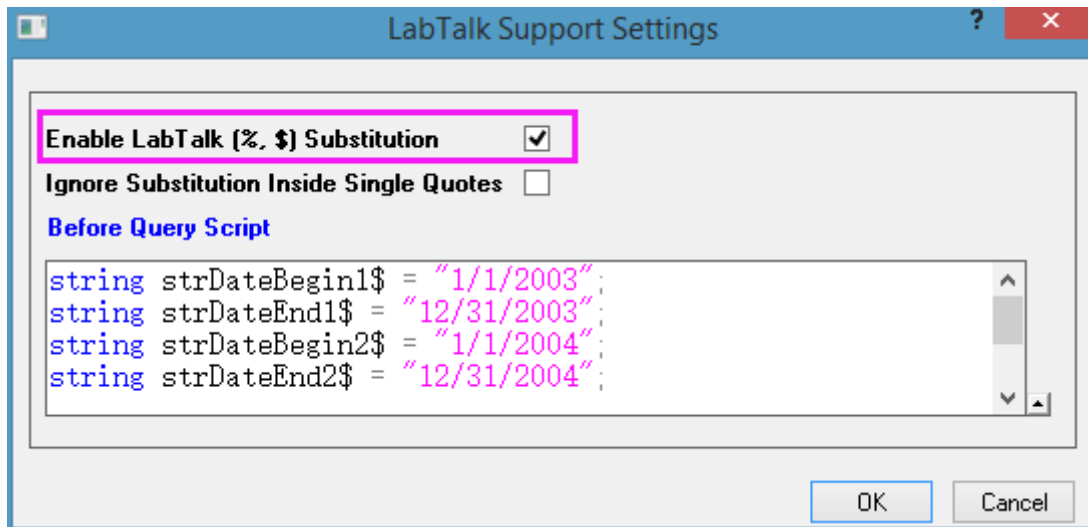 LabTalk Support Settings
?
Enable LabTalk (%, $) Substitution
Ignore Substitution Inside Single Quotes
Before Query Script
string strDateBegin1$ = "1/1/2003";
string strDateEnd1$ = "12/31/2003";
string strDateBegin2$ = "1/1/2004";
string strDateEnd2$ = "12/31/2004";
OK
Cancel